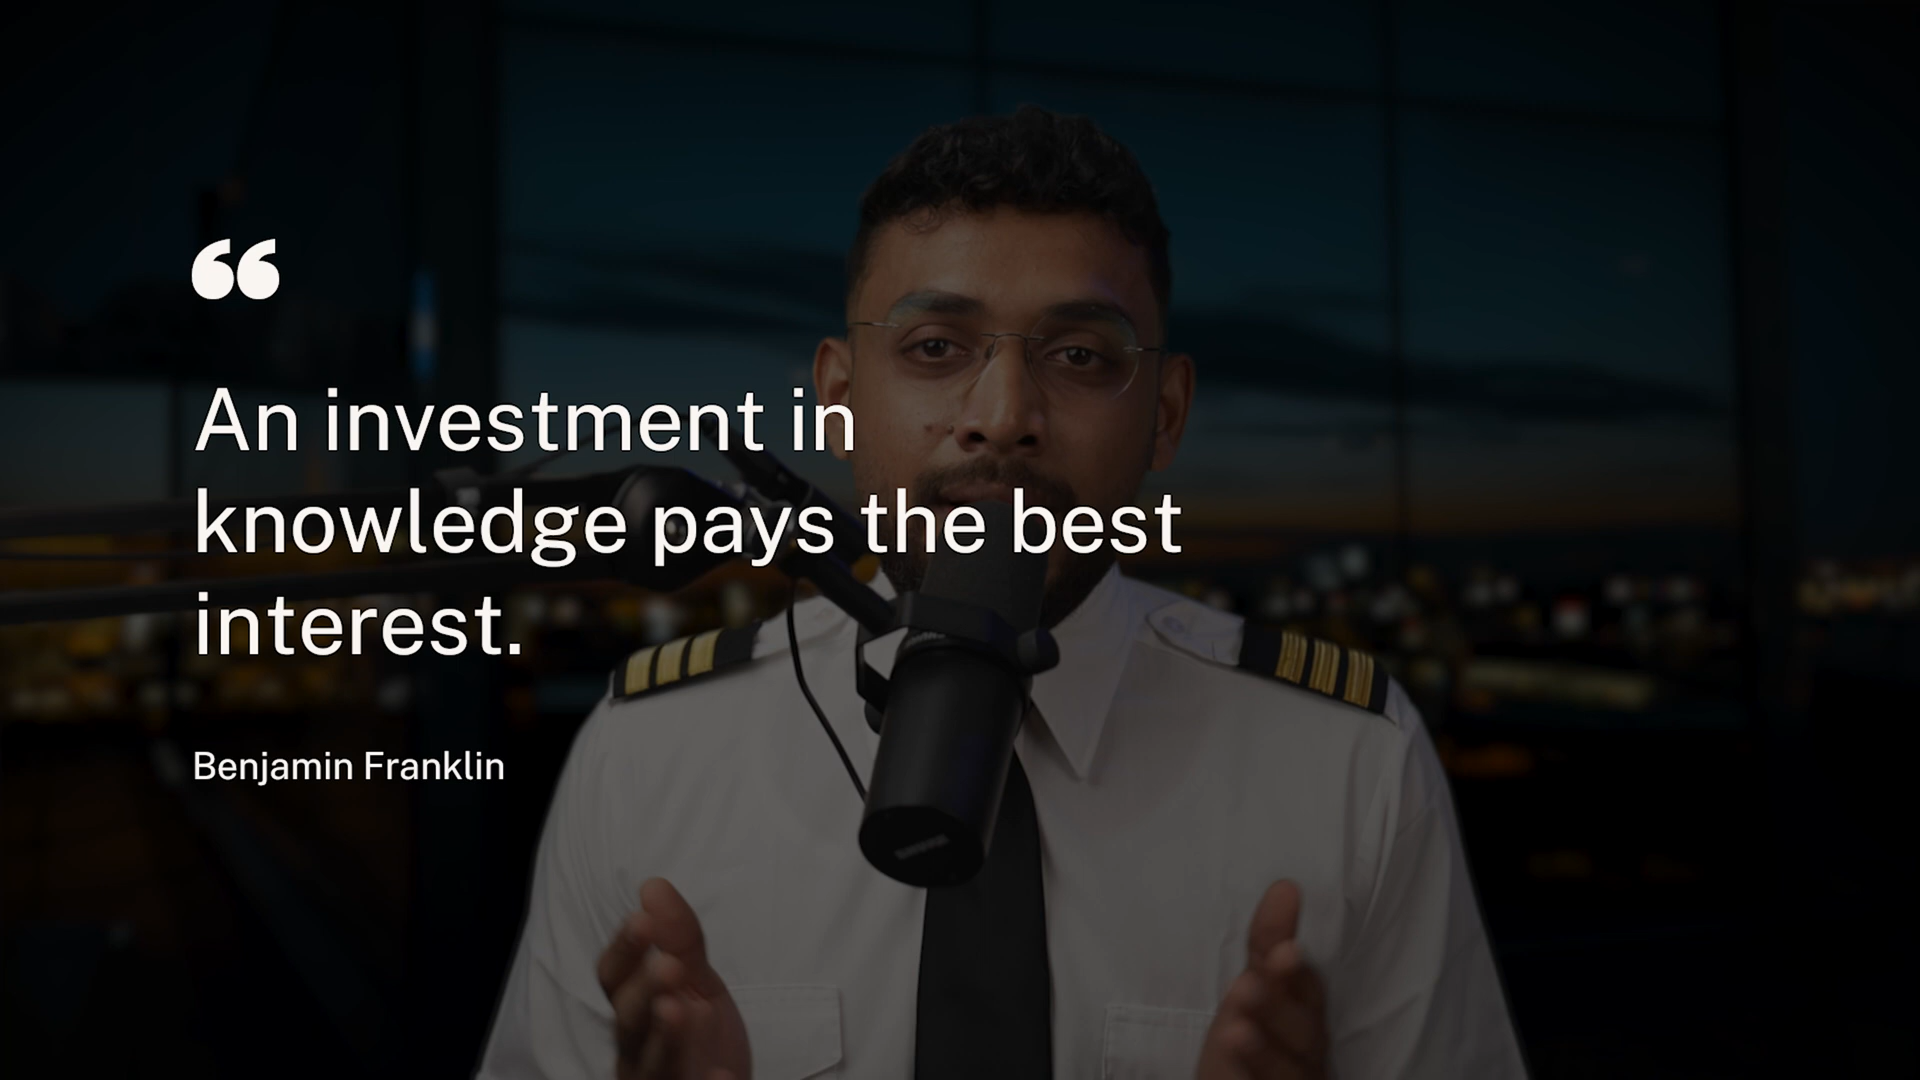 “
An investment in
knowledge pays the best
interest.
Benjamin Franklin